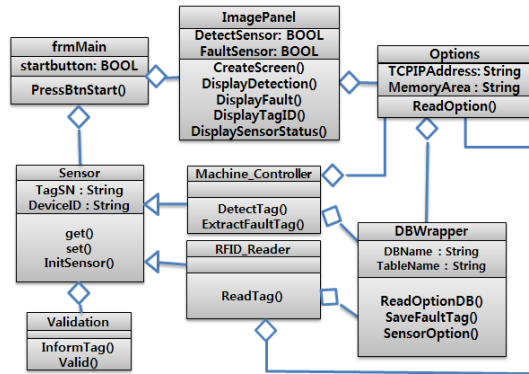 frmMain
startbutton: BOOL
PressBtnStart()
ImagePanel
DetectSensor: BOOL
FaultSensor: BOOL
CreateScreen()
DisplayDetection()
DisplayFault()
DisplayTagID()
DisplaySensorStatus()
Options
TCPIPAddress: String
MemoryArea : String
ReadOption()
Sensor
TagSN : String
DeviceID : String
get()
set()
InitSensor()
Machine_Controller
DetectTag()
ExtractFaultTag()
RFID_Reader
ReadTag()
DBWrapper
DBName : String
TableName : String
ReadOptionDB()
SaveFaultTag()
SensorOption()
Validation
InformTag()
Valid()